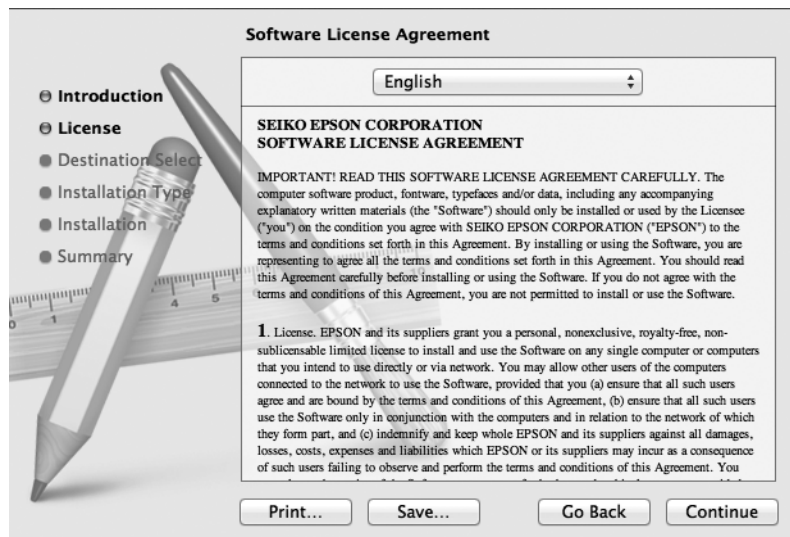 Software License Agreement
Introduction
License
Destination Select
Installation Type
Installation
Summary
English
SEIKO EPSON CORPORATION
SOFTWARE LICENSE AGREEMENT
IMPORTANT! READ THIS SOFTWARE LICENSE AGREEMENT CAREFULLY. The
computer software product, fontware, typefaces and/or data, including any accompanying
explanatory written materials (the "Software") should only be installed or used by the Licensee
("you") on the condition you agree with SEIKO EPSON CORPORATION ("EPSON") to the
terms and conditions set forth in this Agreement. By installing or using the Software, you are
representing to agree all the terms and conditions set forth in this Agreement. You should read
this Agreement carefully before installing or using the Software. If you do not agree with the
terms and conditions of this Agreement, you are not permitted to install or use the Software.
1. License. EPSON and its suppliers grant you a personal, nonexclusive, royalty-free, non-
sublicensable limited license to install and use the Software on any single computer or computers
that you intend to use directly or via network. You may allow other users of the computers
connected to the network to use the Software, provided that you (a) ensure that all such users
agree and are bound by the terms and conditions of this Agreement, (b) ensure that all such users
use the Software only in conjunction with the computers and in relation to the network of which
they form part, and (c) indemnify and keep whole EPSON and its suppliers against all damages,
losses, costs, expenses and liabilities which EPSON or its suppliers may incur as a consequence
of such users failing to observe and perform the terms and conditions of this Agreement. You
0 1 4 5 10
Print... Save... Go Back Continue